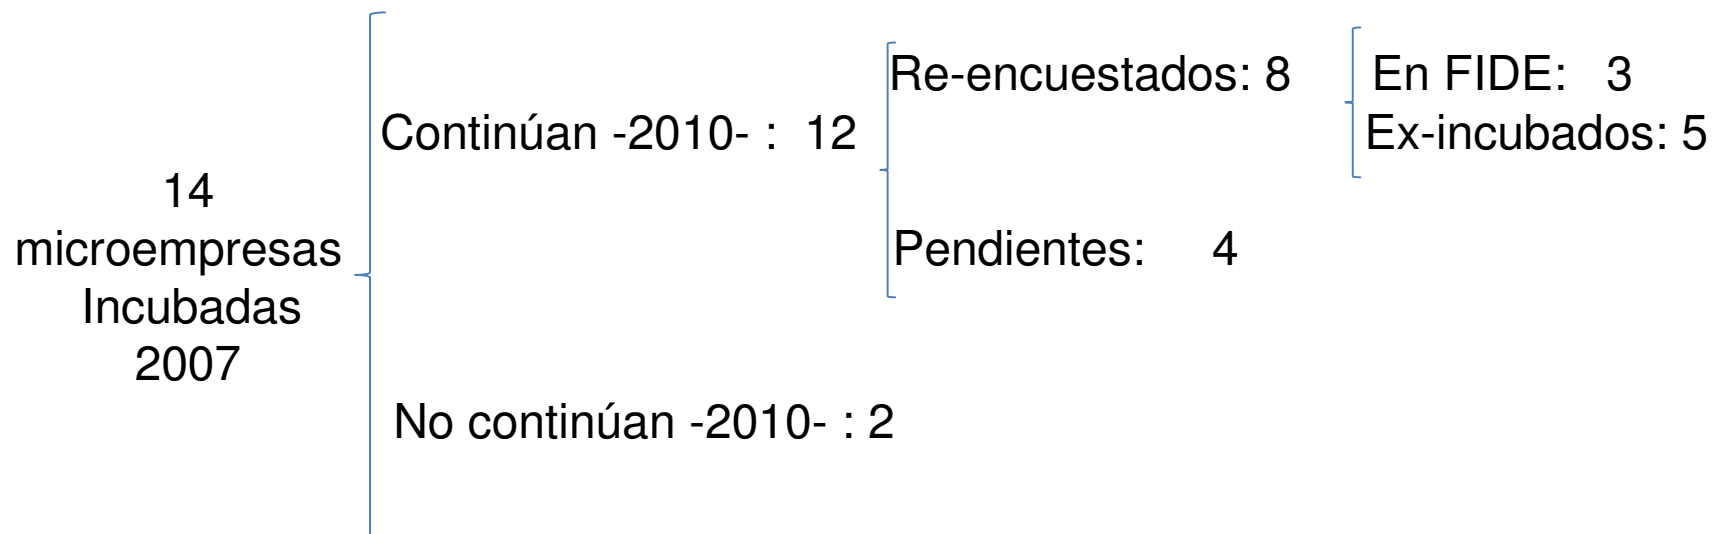 14
microempresas
Incubadas
2007
Continúan -2010- : 12
No continúan -2010- : 2
Re-encuestados: 8
Pendientes: 4
En FIDE: 3
Ex-incubados: 5